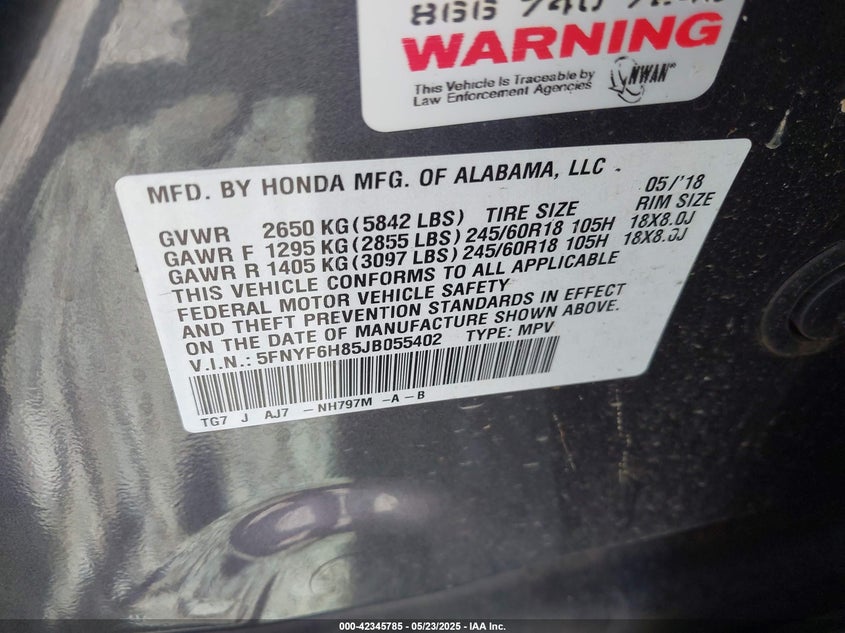 866
WARNING
This Vehicle is Traceable by
Law Enforcement Agencies
NWAN
MFD. BY HONDA MFG. OF ALABAMA, LLC. 05/'18
GVWR 2650 KG(5842 LBS) TIRE SIZE RIM SIZE
GAWR F 1295 KG(2855 LBS)245/60R18 105H 18X8.0J
GAWR R 1405 KG(3097 LBS)245/60R18 105H 18X8.0J
THIS VEHICLE CONFORMS TO ALL APPLICABLE
FEDERAL MOTOR VEHICLE SAFETY
AND THEFT PREVENTION STANDARDS IN EFFECT
ON THE DATE OF MANUFACTURE SHOWN ABOVE.
V.I.N.: 5FNYF6H85JB055402 TYPE: MPV
TG7 J AJ7 -NH797M -A-B
000-42345785 - 05/23/2025 - IAA Inc.